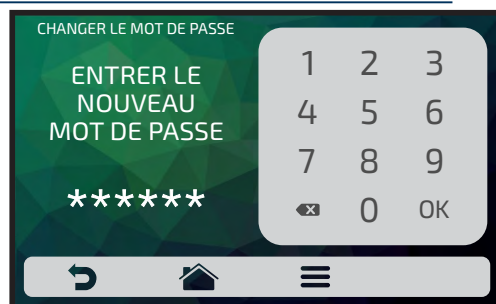 CHANGER LE MOT DE PASSE
ENTRER LE
NOUVEAU
MOT DE PASSE
******
1 2 3
4 5 6
7 8 9
0 OK